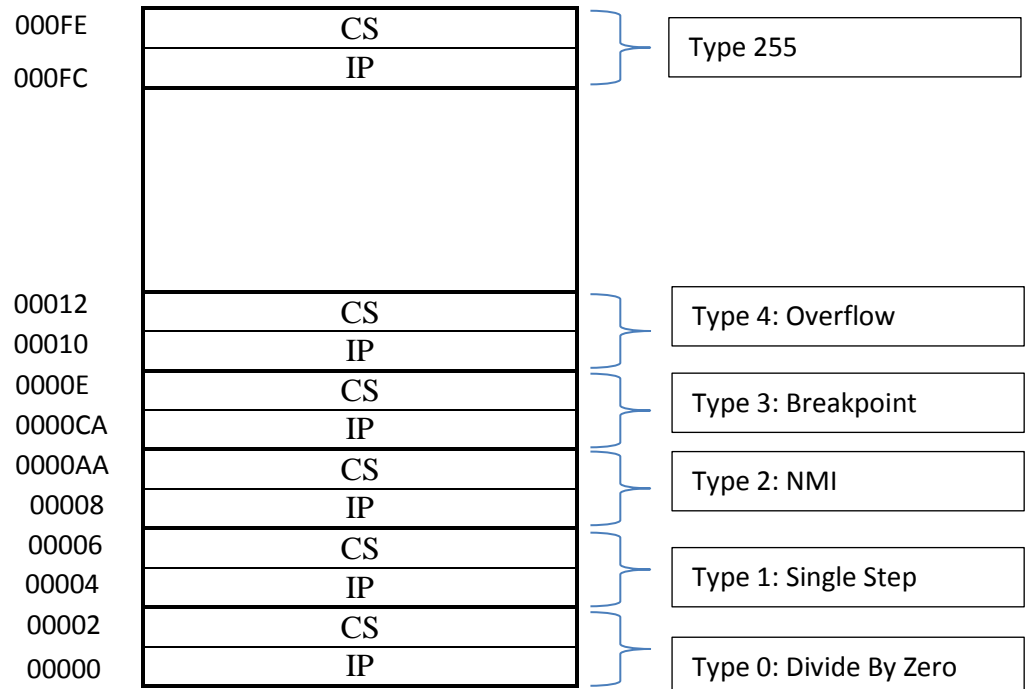 000FE
CS
Type 255
000FC
IP
00012
CS
Type 4: Overflow
00010
IP
0000E
CS
Type 3: Breakpoint
0000CA
IP
0000AA
CS
Type 2: NMI
00008
IP
00006
CS
Type 1: Single Step
00004
IP
00002
CS
Type 0: Divide By Zero
00000
IP